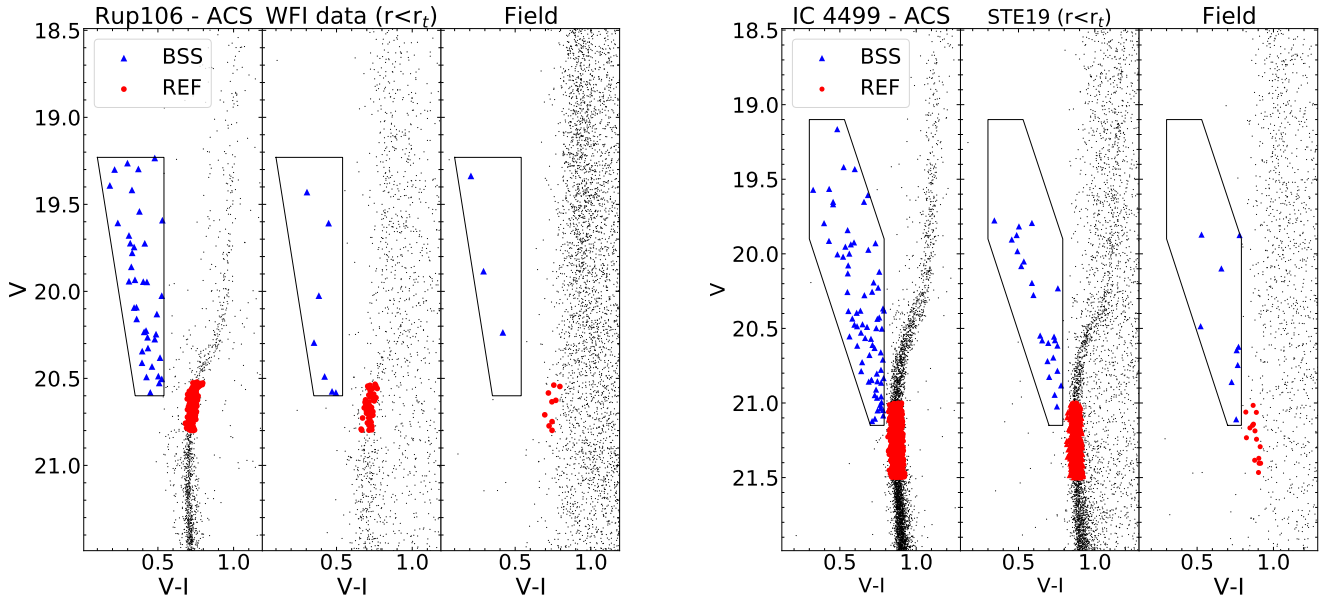 Rup106 - ACS
WFI data (r<r_t)
Field
BSS
REF
18.5
19.0
19.5
20.0
20.5
21.0
V
0.5
1.0
0.5
1.0
0.5
1.0
V-I
V-I
V-I
IC 4499 - ACS
STE19 (r<r_t)
Field
BSS
REF
18.5
19.0
19.5
20.0
20.5
21.0
21.5
V
0.5
1.0
0.5
1.0
0.5
1.0
V-I
V-I
V-I